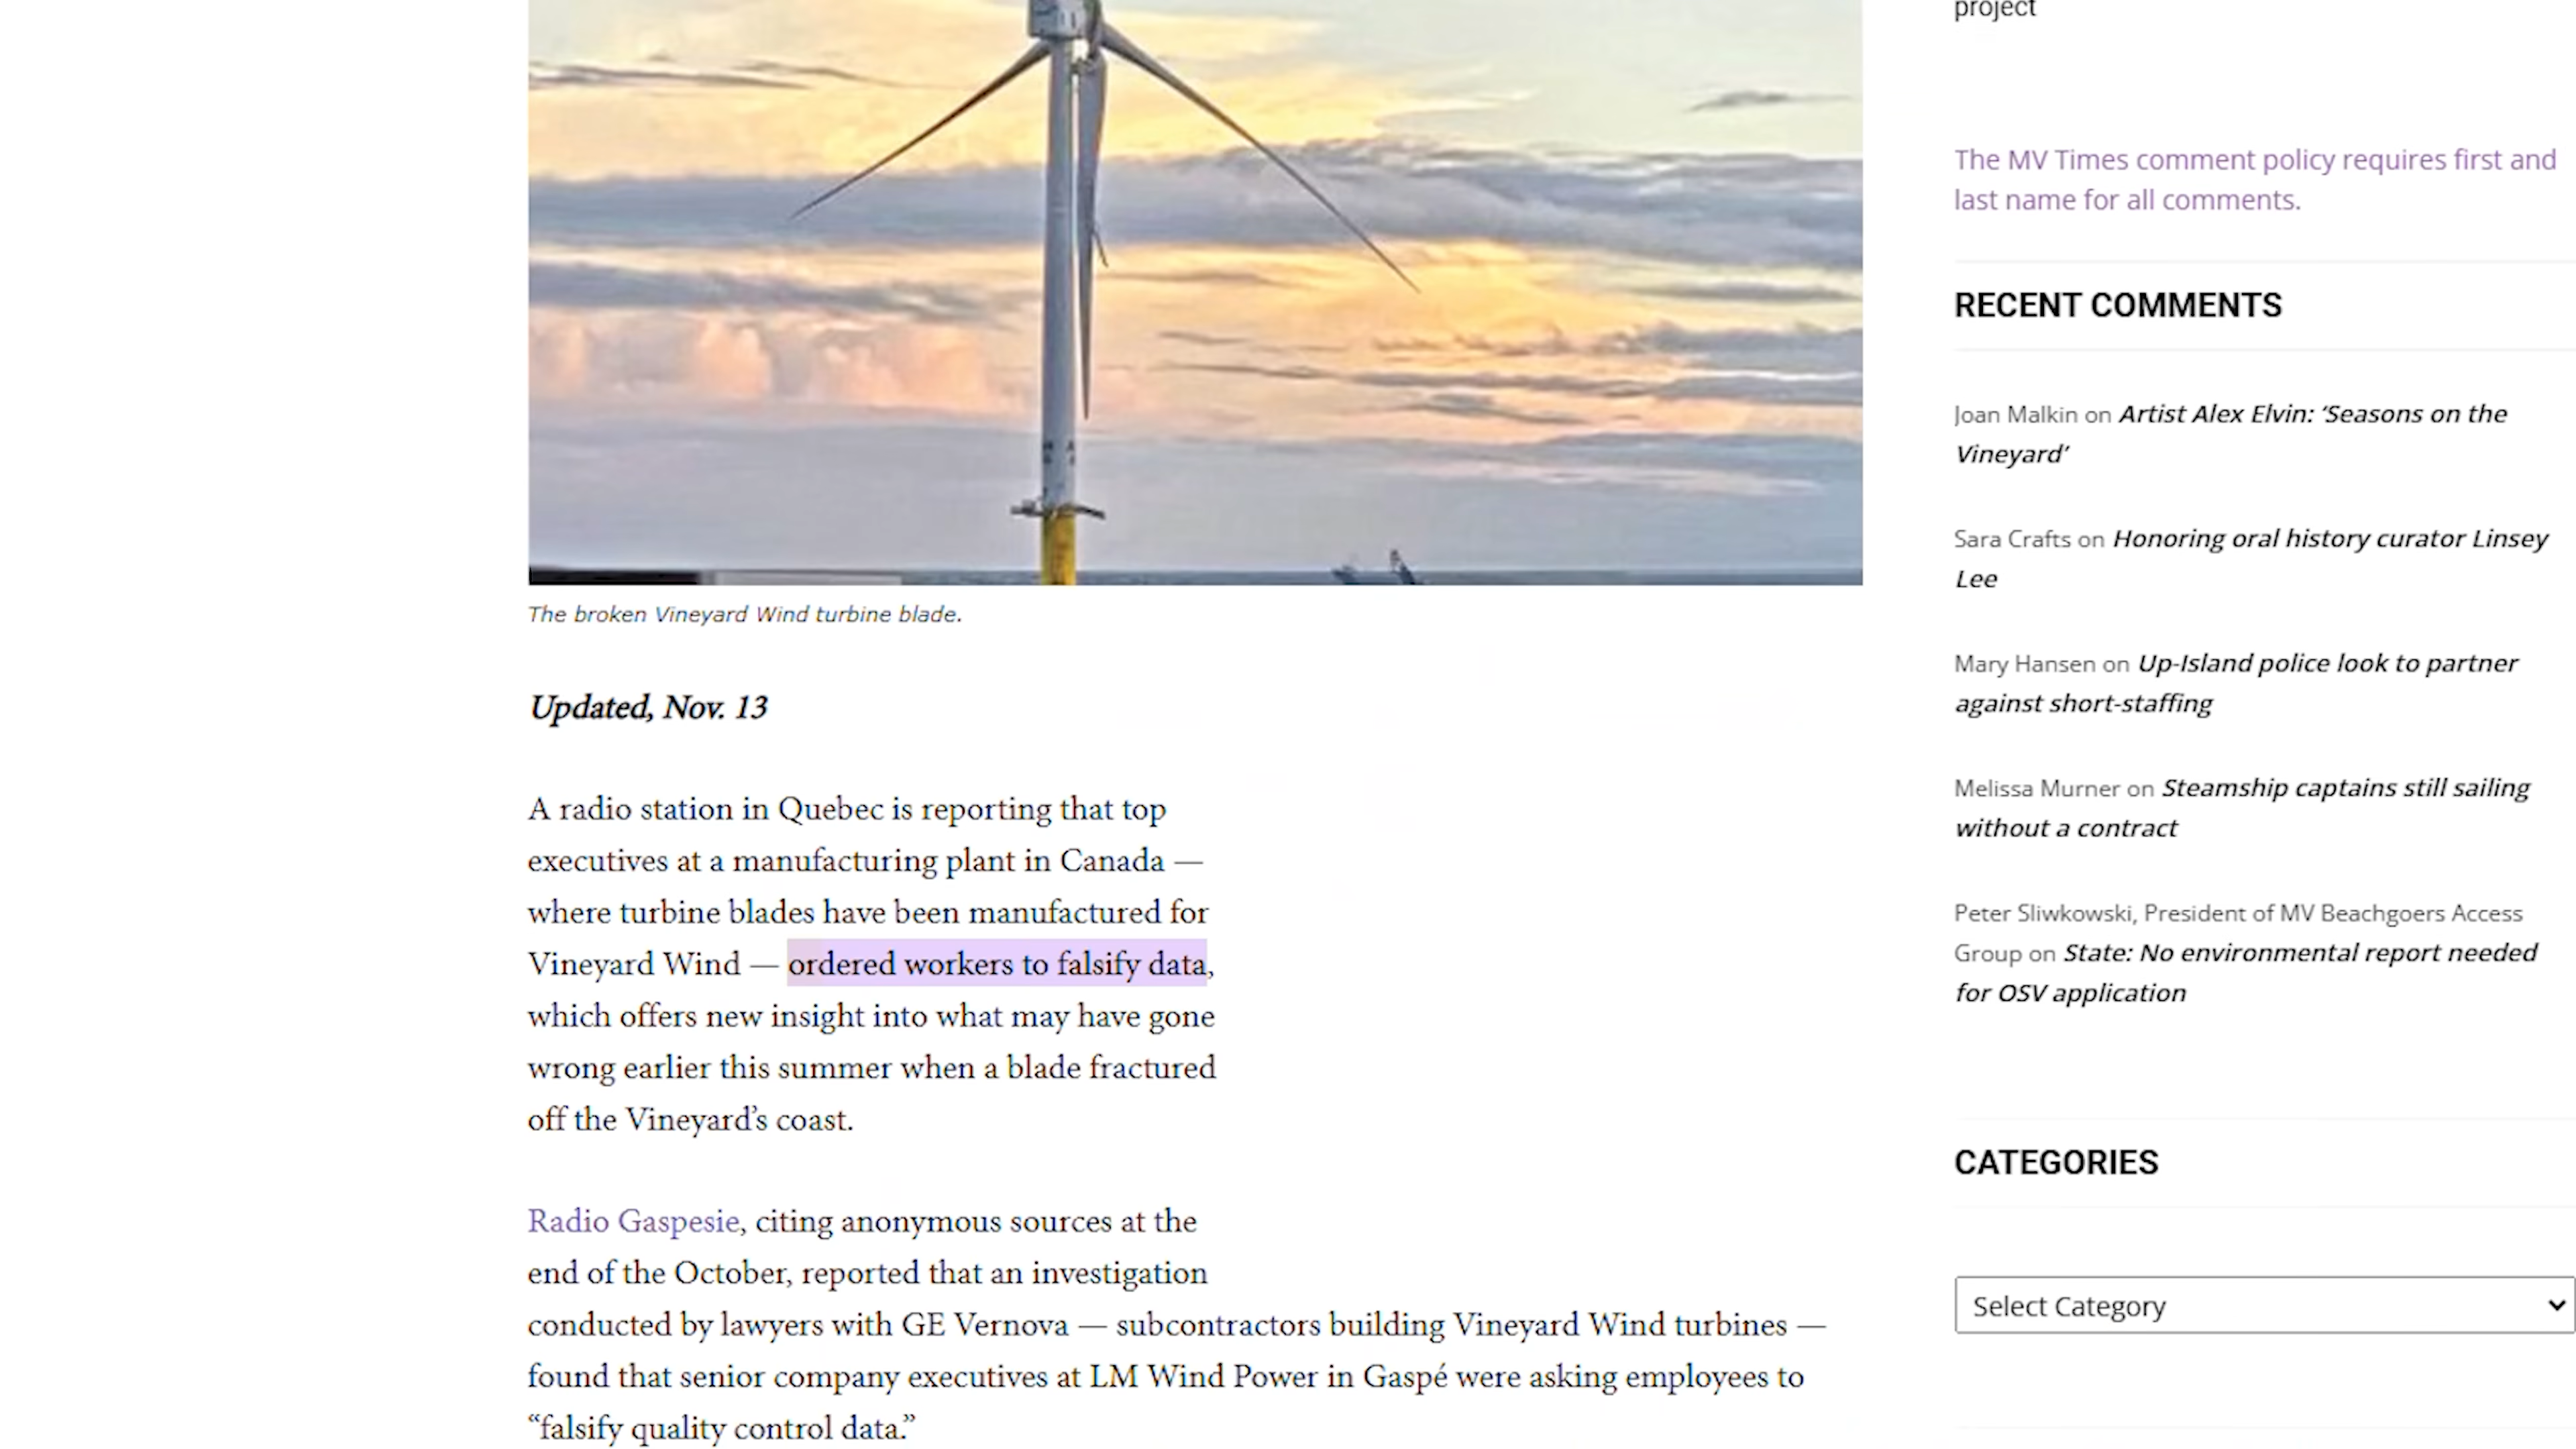 project
The MV Times comment policy requires first and
last name for all comments.
RECENT COMMENTS
Joan Malkin on Artist Alex Elvin: ‘Seasons on the
Vineyard’
Sara Crafts on Honoring oral history curator Linsey
Lee
Mary Hansen on Up-Island police look to partner
against short-staffing
Melissa Murner on Steamship captains still sailing
without a contract
Peter Sliwkowski, President of MV Beachgoers Access
Group on State: No environmental report needed
for OSV application
CATEGORIES
Select Category
The broken Vineyard Wind turbine blade.
Updated, Nov. 13
A radio station in Quebec is reporting that top
executives at a manufacturing plant in Canada —
where turbine blades have been manufactured for
Vineyard Wind — ordered workers to falsify data,
which offers new insight into what may have gone
wrong earlier this summer when a blade fractured
off the Vineyard’s coast.
Radio Gaspesie, citing anonymous sources at the
end of the October, reported that an investigation
conducted by lawyers with GE Vernova — subcontractors building Vineyard Wind turbines —
found that senior company executives at LM Wind Power in Gaspé were asking employees to
“falsify quality control data.”